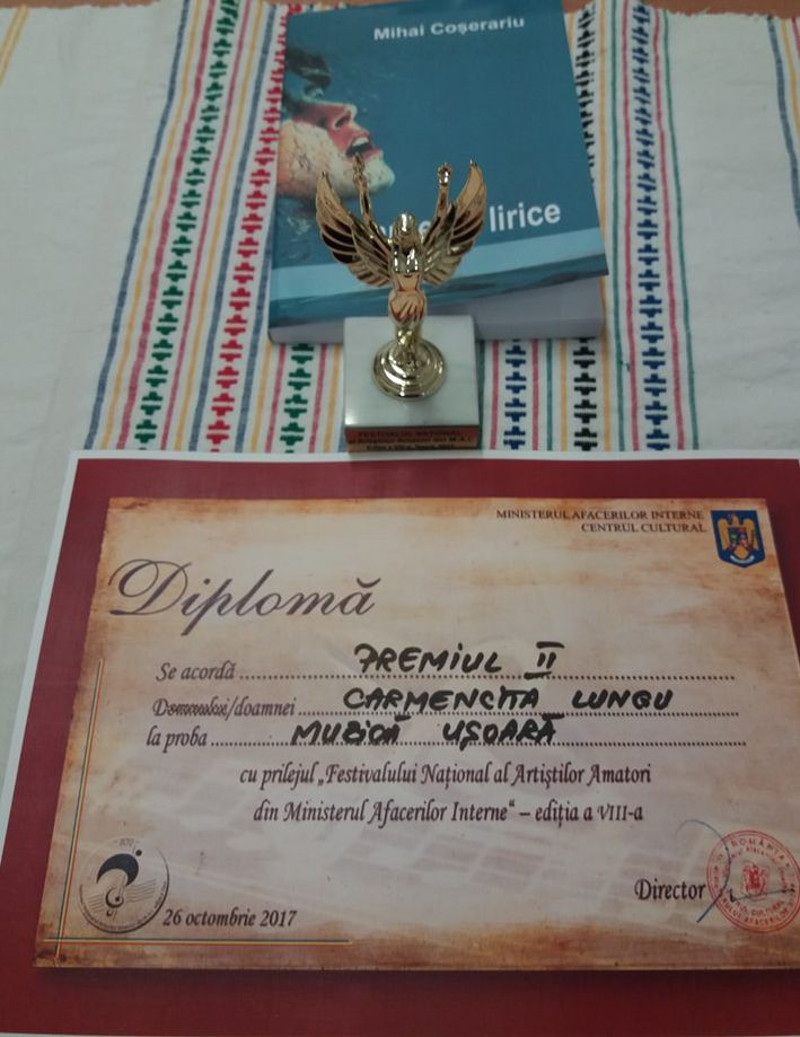 Mihai Coșerariu
lirice
FESTIVALUL NAȚIONAL
MINISTERUL AFACERILOR INTERNE
CENTRUL CULTURAL
Diplomă
Se acordă PREMIUL II
Domnului/doamnei CARMENCITA LUNGU
la proba MUZICĂ UȘOARĂ
cu prilejul „Festivalului Național al Artiștilor Amatori
din Ministerul Afacerilor Interne“ – ediția a VIII-a
Director
26 octombrie 2017